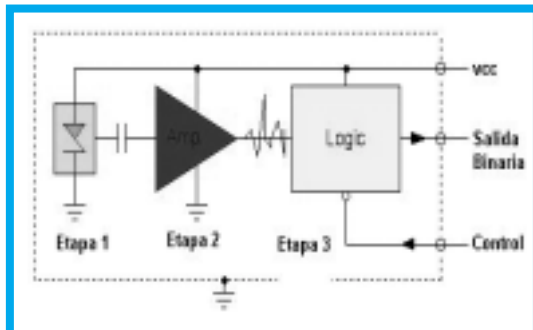 vcc
Amp.
Logic
Salida
Binaria
Etapa 1
Etapa 2
Etapa 3
Control